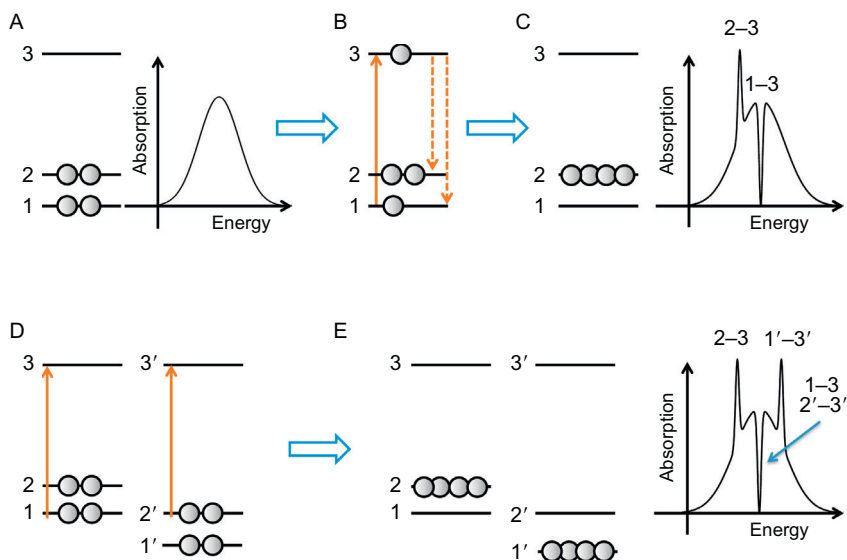 A
3
2
1
Absorption
Energy
B
3
2
1
C
3
2
1
Absorption
2–3
1–3
Energy
D
3
2
1
3′
2′
1′
E
3
2
1
3′
2′
1′
Absorption
2–3
1′–3′
1–3
2′–3′
Energy